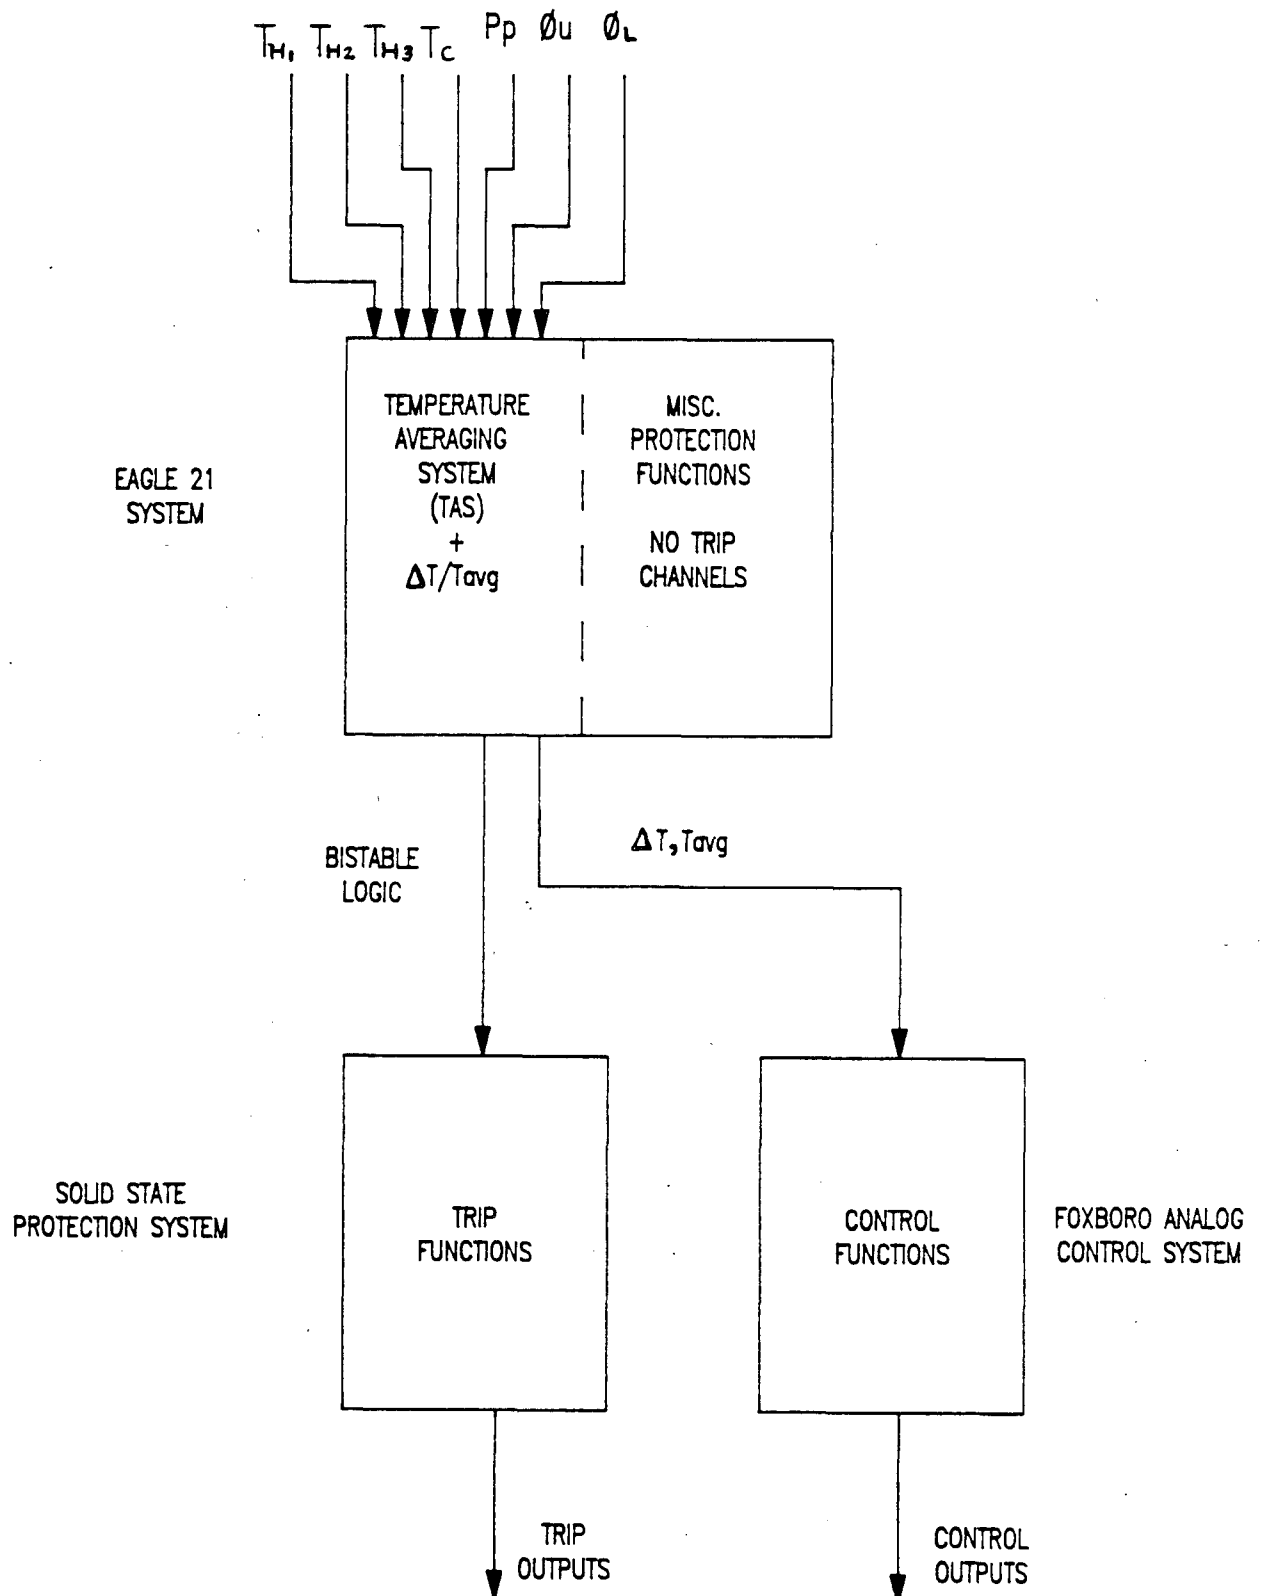 TH1 TH2 TH3 TC Pp Øu ØL
TEMPERATURE
AVERAGING
SYSTEM
(TAS)
+
ΔT/Tavg
MISC.
PROTECTION
FUNCTIONS
NO TRIP
CHANNELS
EAGLE 21
SYSTEM
BISTABLE
LOGIC
ΔT,Tavg
SOLID STATE
PROTECTION SYSTEM
TRIP
FUNCTIONS
CONTROL
FUNCTIONS
FOXBORO ANALOG
CONTROL SYSTEM
TRIP
OUTPUTS
CONTROL
OUTPUTS